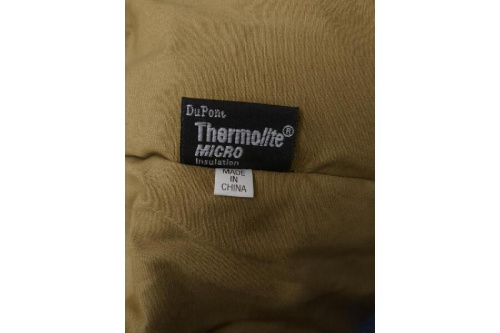 DuPont
Thermolite®
MICRO
Insulation
MADE
IN
CHINA